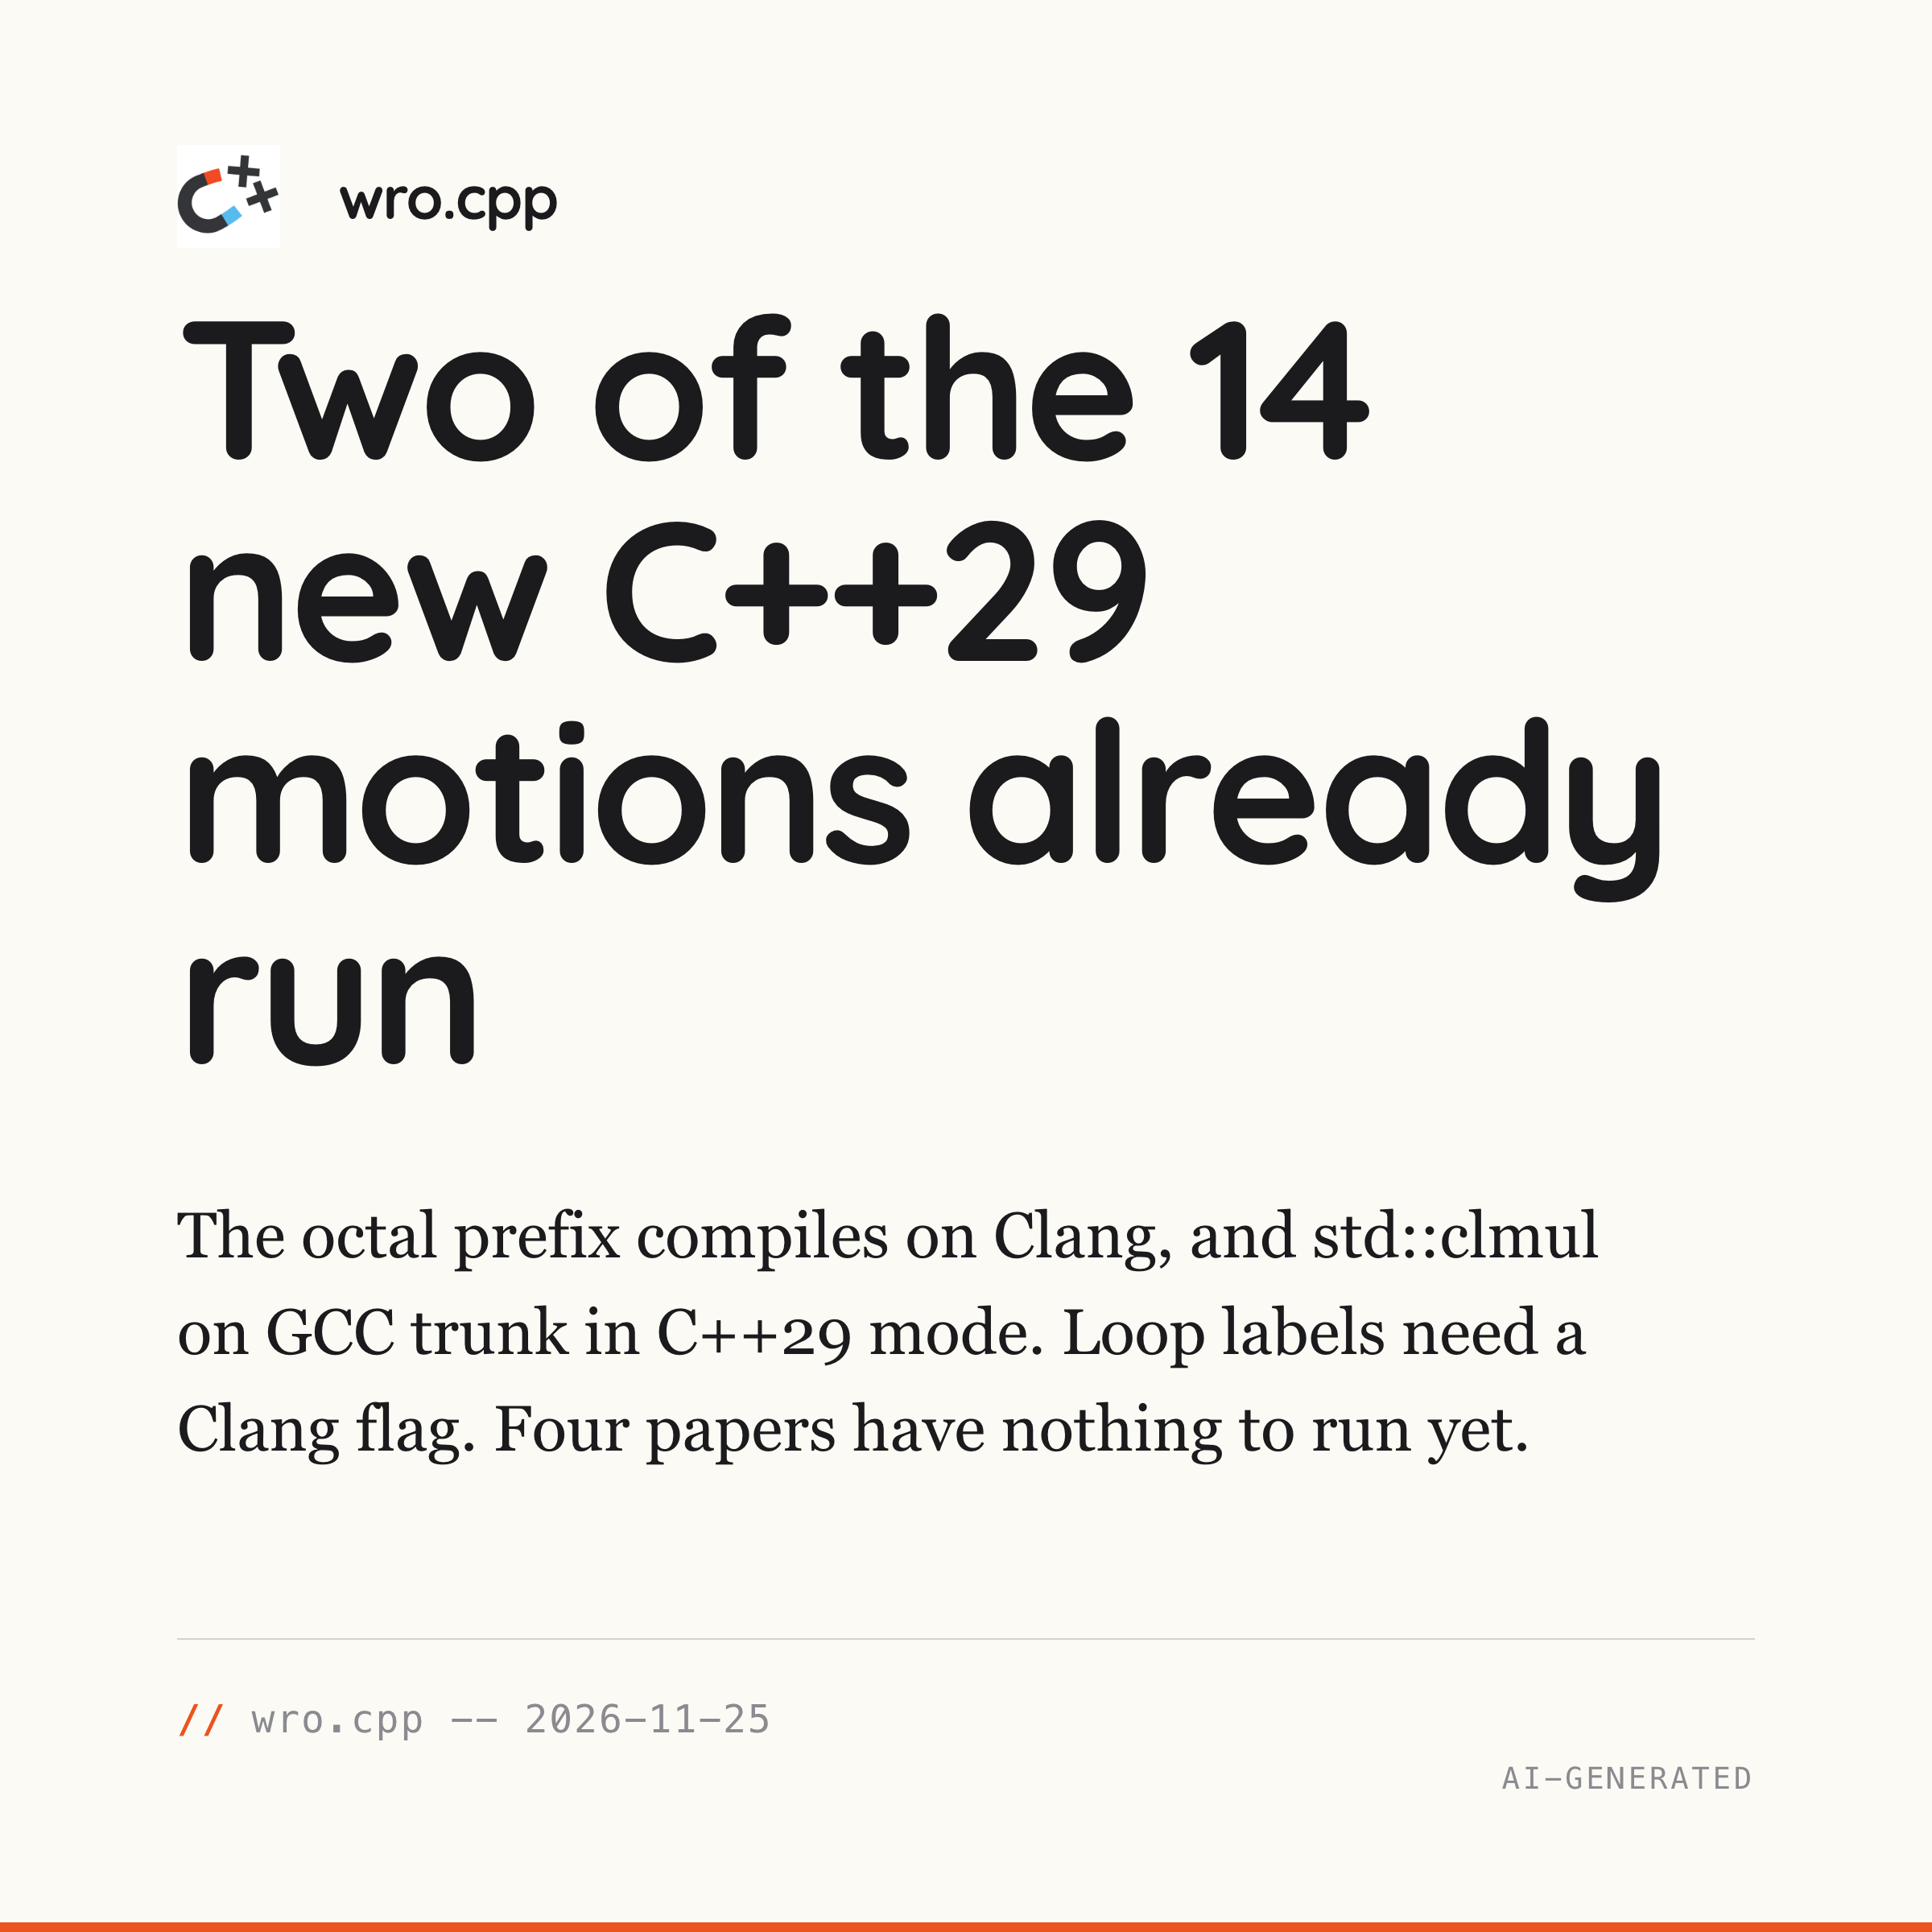 wro.cpp
Two of the 14
new C++29
motions already
run
The octal prefix compiles on Clang, and std::clmul
on GCC trunk in C++29 mode. Loop labels need a
Clang flag. Four papers have nothing to run yet.
// wro.cpp -- 2026-11-25
AI-GENERATED